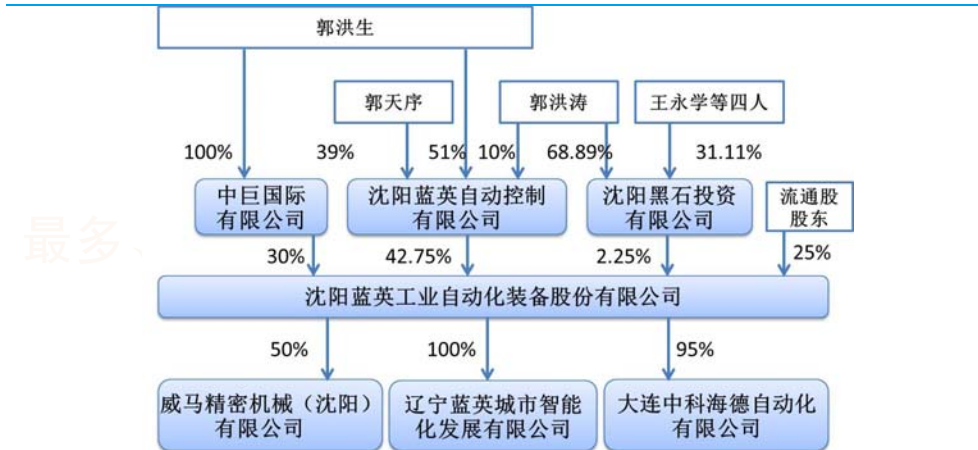 郭洪生
郭天序
郭洪涛
王永学等四人
100%
39%
51%
10%
68.89%
31.11%
中巨国际
有限公司
沈阳蓝英自动控制
有限公司
沈阳黑石投资
有限公司
流通股
股东
最多、
30%
42.75%
2.25%
25%
沈阳蓝英工业自动化装备股份有限公司
50%
100%
95%
威马精密机械（沈阳）
有限公司
辽宁蓝英城市智能
化发展有限公司
大连中科海德自动化
有限公司